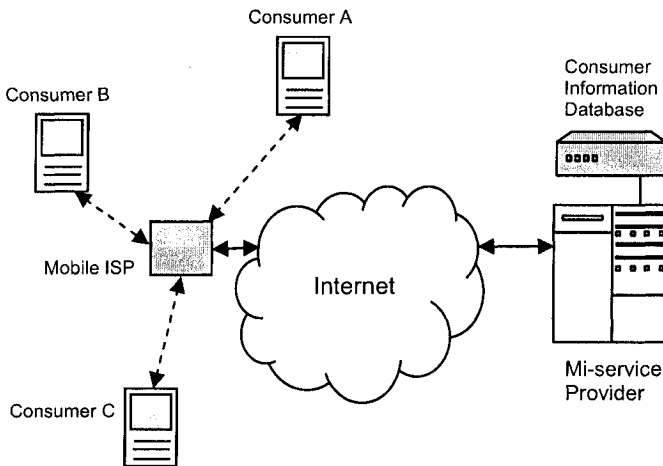 Consumer A
Consumer B
Consumer
Information
Database
Mobile ISP
Internet
Mi-service
Provider
Consumer C